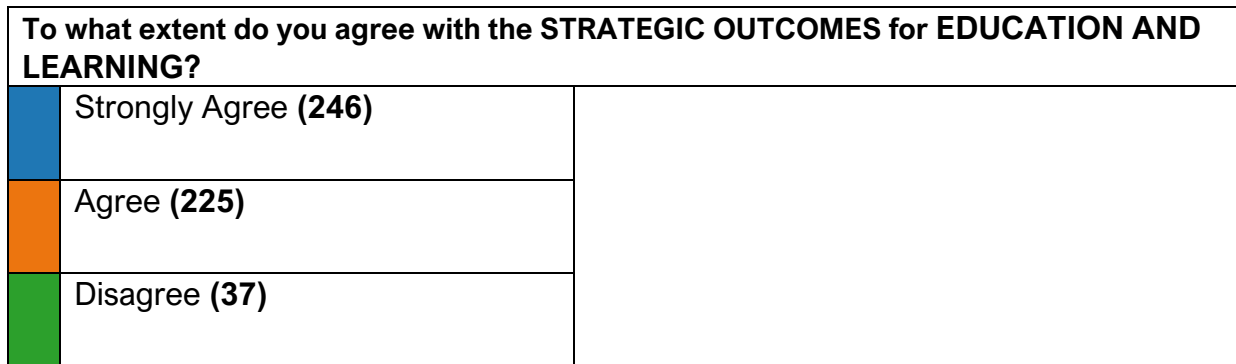 To what extent do you agree with the STRATEGIC OUTCOMES for EDUCATION AND
LEARNING?
Strongly Agree (246)
Agree (225)
Disagree (37)